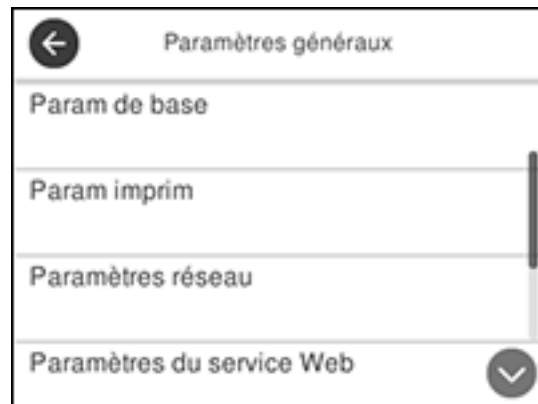 Paramètres généraux
Param de base
Param imprim
Paramètres réseau
Paramètres du service Web